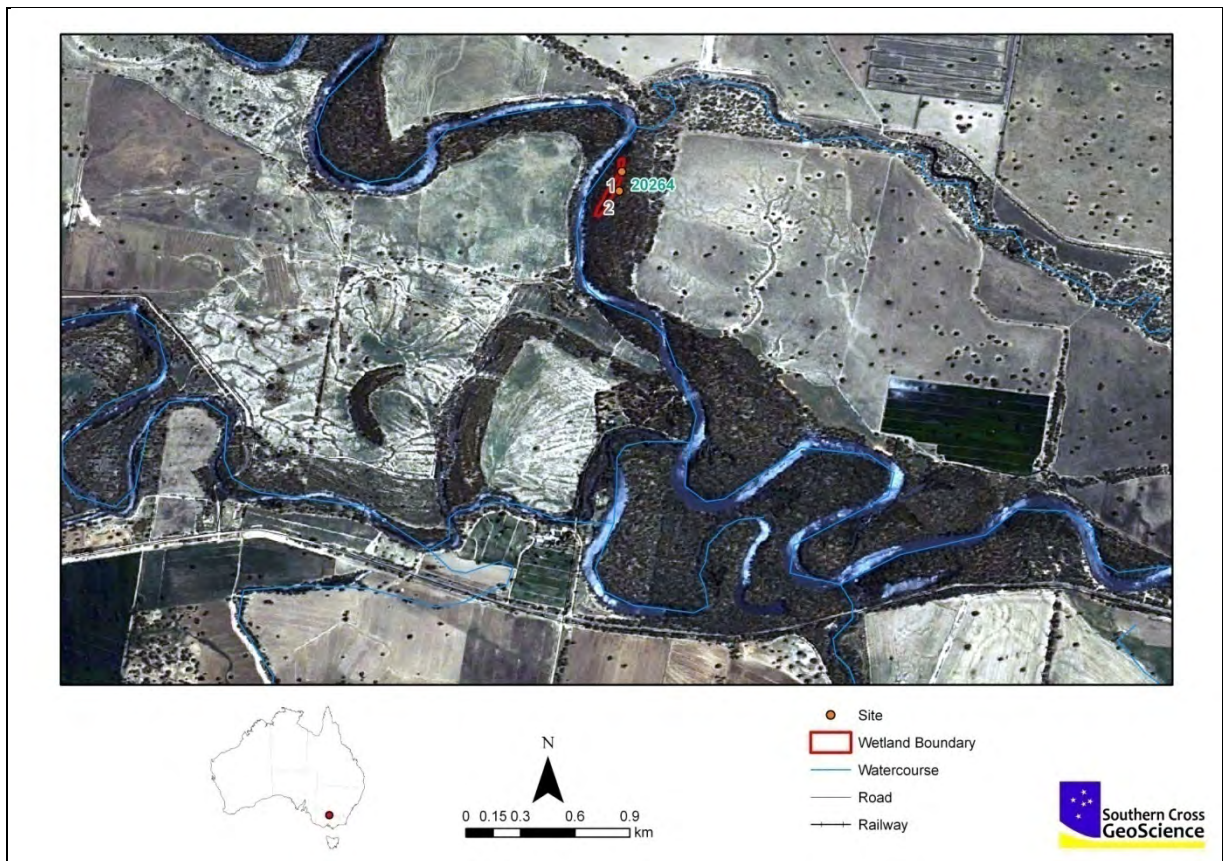 1 20264
2
N
0 0.15 0.3 0.6 0.9
km
Site
Wetland Boundary
Watercourse
Road
Railway
Southern Cross
GeoScience